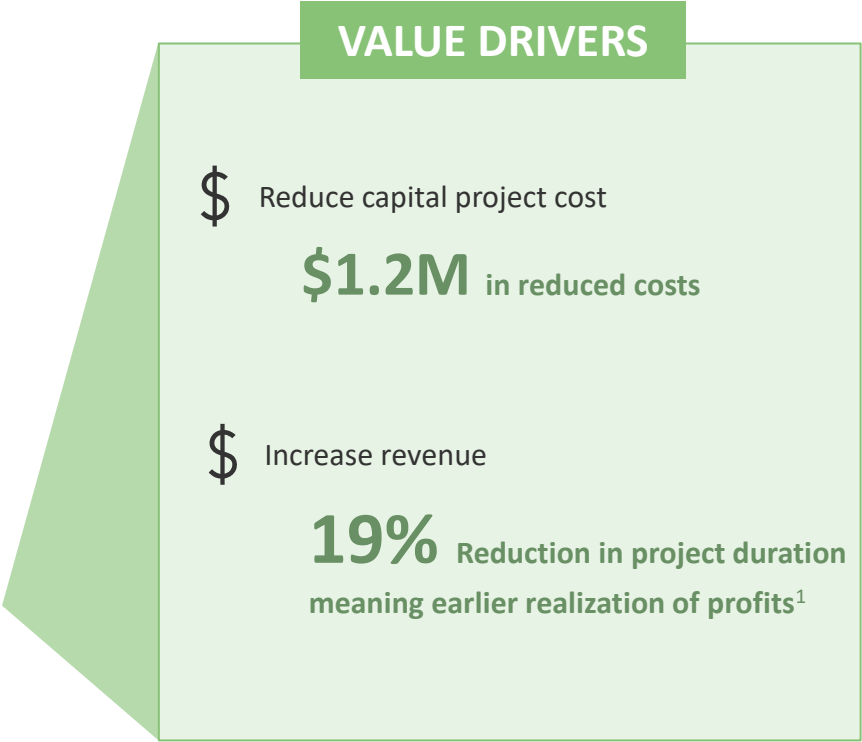 VALUE DRIVERS
$ Reduce capital project cost
$1.2M in reduced costs
$ Increase revenue
19% Reduction in project duration
meaning earlier realization of profits¹